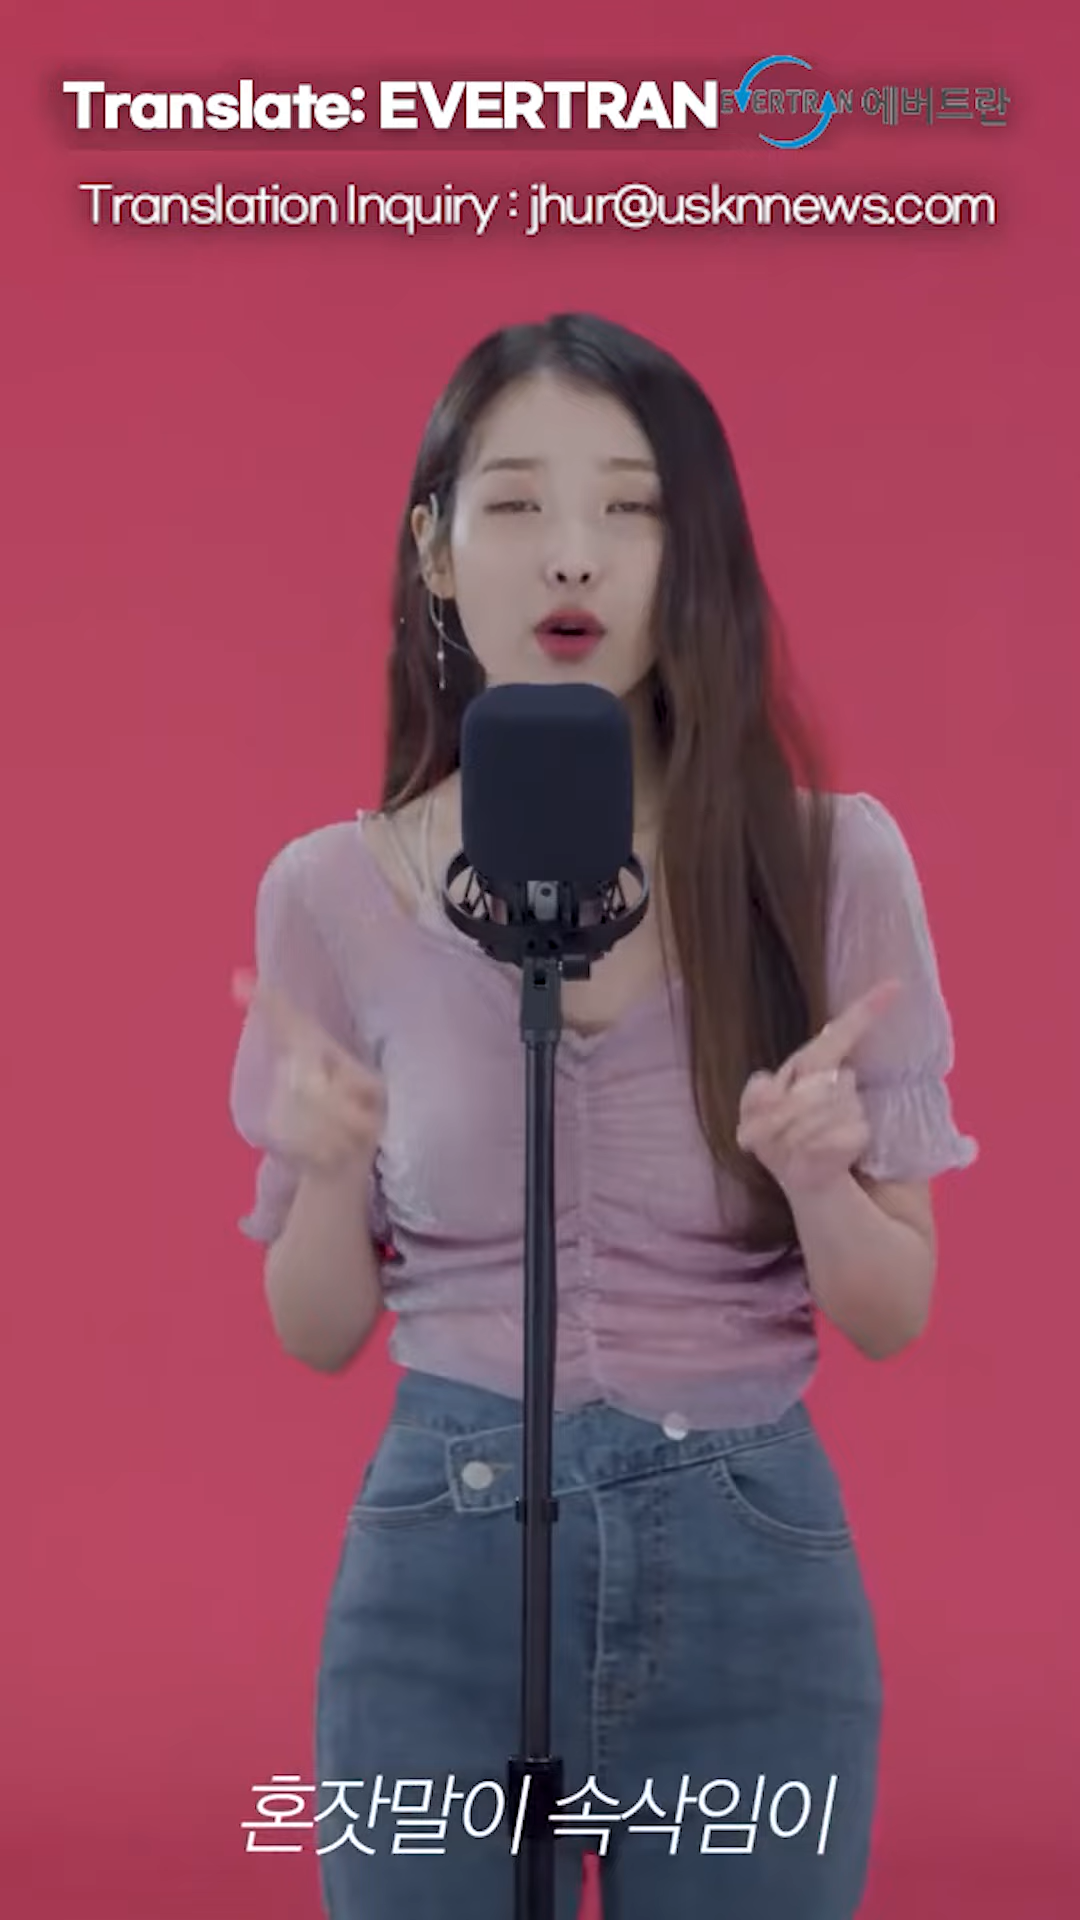 Translate: EVERTRAN EVERTRAN 에버트란
Translation Inquiry : jhur@usknnews.com
혼잣말이 속삭임이